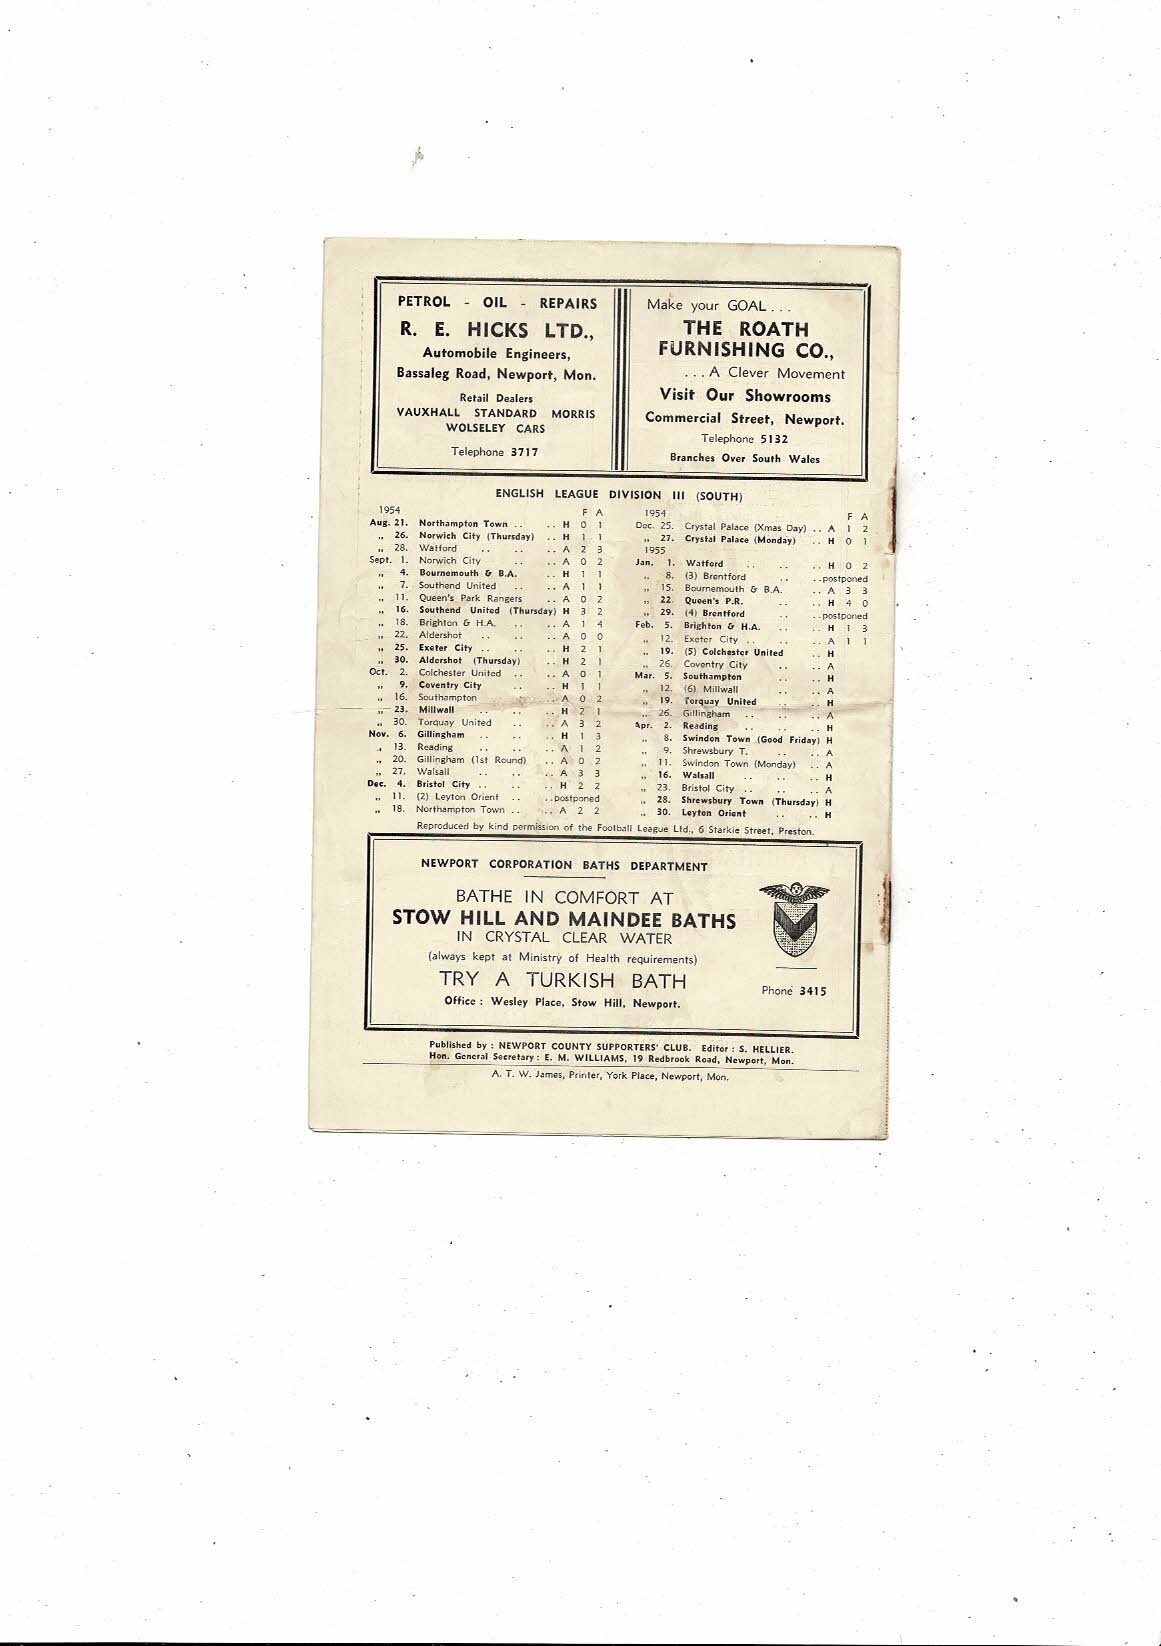 PETROL - OIL - REPAIRS
R. E. HICKS LTD.,
Automobile Engineers,
Bassaleg Road, Newport, Mon.
Retail Dealers
VAUXHALL STANDARD MORRIS
WOLSELEY CARS
Telephone 3717
Make your GOAL . . .
THE ROATH
FURNISHING CO.,
. . . A Clever Movement
Visit Our Showrooms
Commercial Street, Newport.
Telephone 5132
Branches Over South Wales
ENGLISH LEAGUE DIVISION III (SOUTH)
1954 F A
Aug. 21. Northampton Town .. .. H 0 1
,, 26. Norwich City (Thursday) .. H 1 1
,, 28. Watford .. .. .. A 2 3
Sept. 1. Norwich City .. .. A 0 2
,, 4. Bournemouth & B.A. .. H 1 1
,, 7. Southend United .. .. A 1 1
,, 11. Queen's Park Rangers .. A 0 2
,, 16. Southend United (Thursday) H 3 2
,, 18. Brighton & H.A. .. .. A 1 4
,, 22. Aldershot .. .. .. A 0 0
,, 25. Exeter City .. .. .. H 2 1
,, 30. Aldershot (Thursday) .. H 2 1
Oct. 2. Colchester United .. .. A 0 1
,, 9. Coventry City .. .. H 1 1
,, 16. Southampton .. .. A 0 2
,, 23. Millwall .. .. .. H 2 1
,, 30. Torquay United .. .. A 3 2
Nov. 6. Gillingham .. .. .. H 1 3
,, 13. Reading .. .. .. A 1 2
,, 20. Gillingham (1st Round) .. A 0 2
,, 27. Walsall .. .. .. A 3 3
Dec. 4. Bristol City .. .. .. H 2 2
,, 11. (2) Leyton Orient .. ..postponed
,, 18. Northampton Town .. .. A 2 2
1954 F A
Dec. 25. Crystal Palace (Xmas Day) .. A 1 2
,, 27. Crystal Palace (Monday) .. H 0 1
1955
Jan. 1. Watford .. .. .. H 0 2
,, 8. (3) Brentford .. ..postponed
,, 15. Bournemouth & B.A. .. A 3 3
,, 22. Queen's P.R. .. .. H 4 0
,, 29. (4) Brentford .. ..postponed
Feb. 5. Brighton & H.A. .. .. H 1 3
,, 12. Exeter City .. .. .. A 1 1
,, 19. (5) Colchester United .. H
,, 26. Coventry City .. .. A
Mar. 5. Southampton .. .. H
,, 12. (6) Millwall .. .. A
,, 19. Torquay United .. .. H
,, 26. Gillingham .. .. .. A
Apr. 2. Reading .. .. .. H
,, 8. Swindon Town (Good Friday) H
,, 9. Shrewsbury T. .. .. A
,, 11. Swindon Town (Monday) .. A
,, 16. Walsall .. .. .. H
,, 23. Bristol City .. .. .. A
,, 28. Shrewsbury Town (Thursday) H
,, 30. Leyton Orient .. .. H
Reproduced by kind permission of the Football League Ltd., 6 Starkie Street, Preston.
NEWPORT CORPORATION BATHS DEPARTMENT
BATHE IN COMFORT AT
STOW HILL AND MAINDEE BATHS
IN CRYSTAL CLEAR WATER
(always kept at Ministry of Health requirements)
TRY A TURKISH BATH
Office : Wesley Place, Stow Hill, Newport.
Phone 3415
Published by : NEWPORT COUNTY SUPPORTERS' CLUB. Editor : S. HELLIER.
Hon. General Secretary : E. M. WILLIAMS, 19 Redbrook Road, Newport, Mon.
A. T. W. James, Printer, York Place, Newport, Mon.